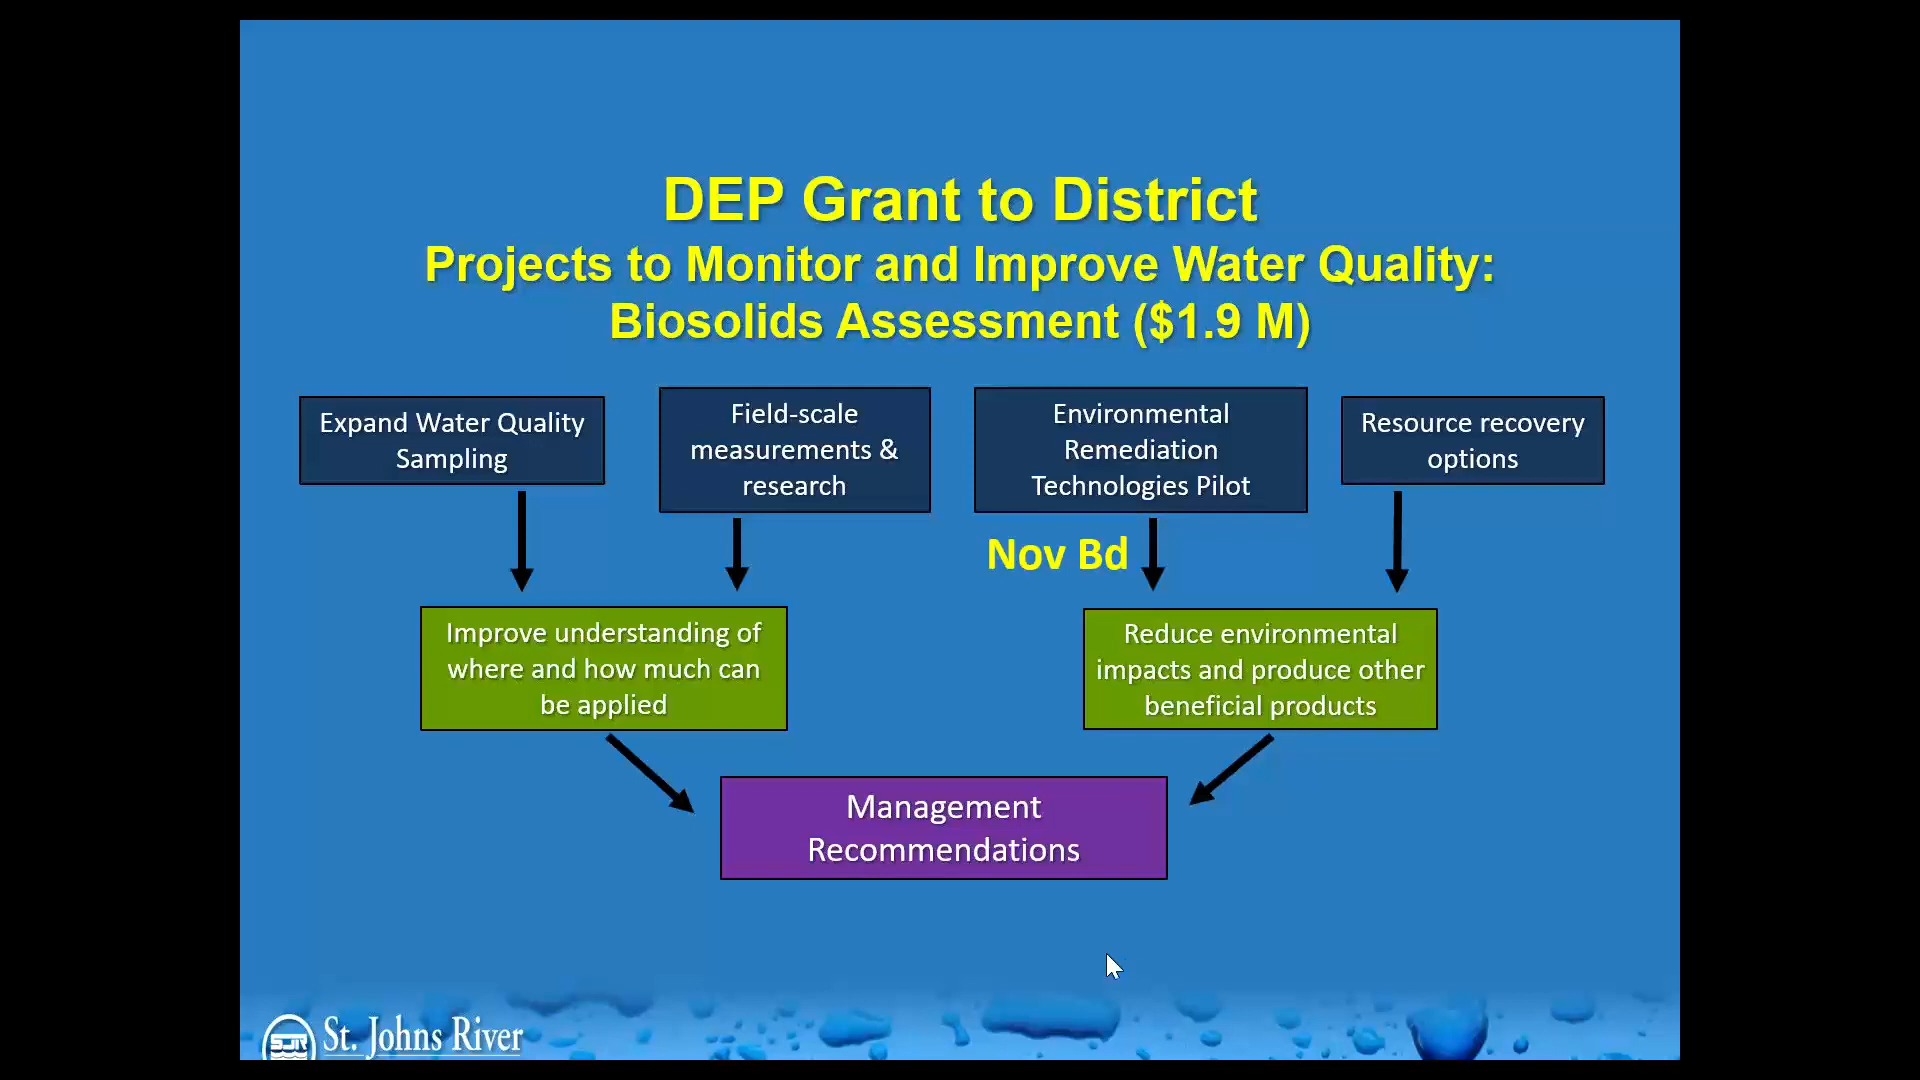 DEP Grant to District
Projects to Monitor and Improve Water Quality:
Biosolids Assessment ($1.9 M)
Expand Water Quality
Sampling
Field-scale
measurements &
research
Environmental
Remediation
Technologies Pilot
Resource recovery
options
Nov Bd
Improve understanding of
where and how much can
be applied
Reduce environmental
impacts and produce other
beneficial products
Management
Recommendations
SJR
St. Johns River